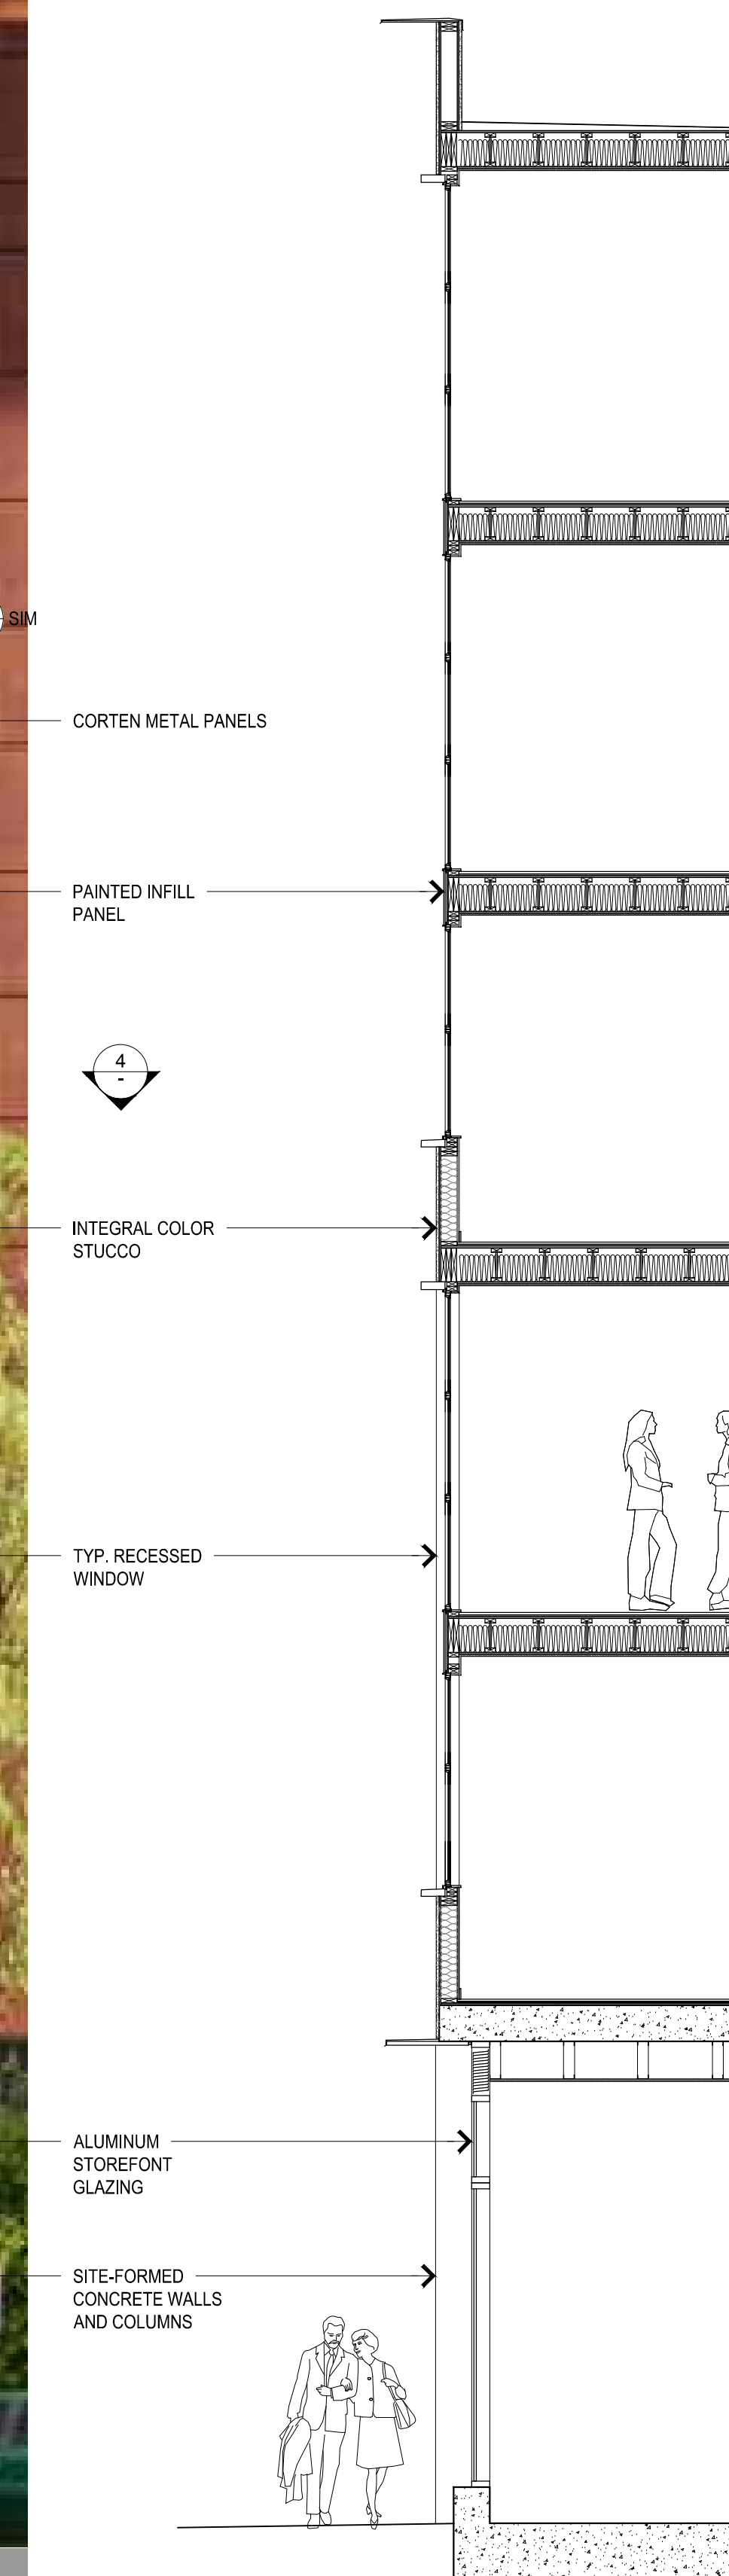 SIM
CORTEN METAL PANELS
PAINTED INFILL
PANEL
4
-
INTEGRAL COLOR
STUCCO
TYP. RECESSED
WINDOW
ALUMINUM
STOREFONT
GLAZING
SITE-FORMED
CONCRETE WALLS
AND COLUMNS